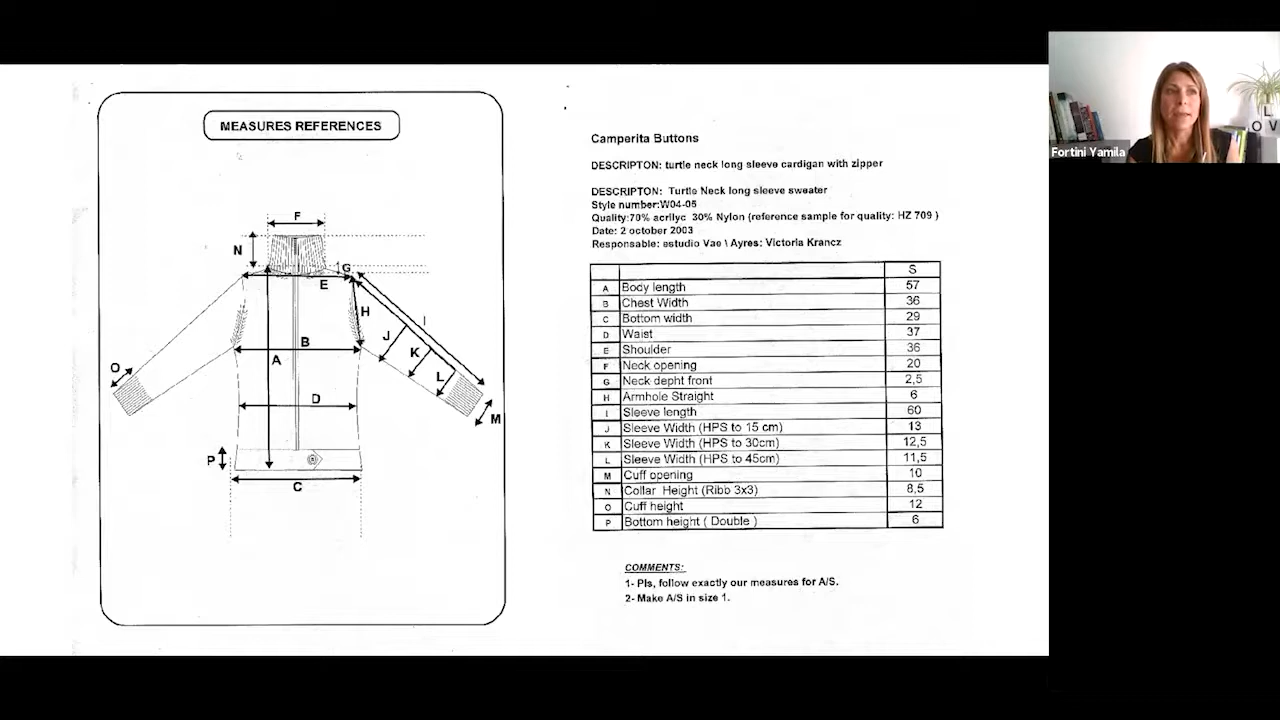 MEASURES REFERENCES
F
N
G
E
H
I
J
B
K
A
O
L
D
M
P
C
Camperita Buttons
DESCRIPTON: turtle neck long sleeve cardigan with zipper
DESCRIPTON: Turtle Neck long sleeve sweater
Style number:W04-05
Quality:70% acrilyc 30% Nylon (reference sample for quality: HZ 709 )
Date: 2 october 2003
Responsable: estudio Vae \ Ayres: Victoria Krancz
S
A Body length 57
B Chest Width 36
C Bottom width 29
D Waist 37
E Shoulder 36
F Neck opening 20
G Neck depht front 2,5
H Armhole Straight 6
I Sleeve length 60
J Sleeve Width (HPS to 15 cm) 13
K Sleeve Width (HPS to 30cm) 12,5
L Sleeve Width (HPS to 45cm) 11,5
M Cuff opening 10
N Collar Height (Ribb 3x3) 8,5
O Cuff height 12
P Bottom height ( Double ) 6
COMMENTS:
1- Pls, follow exactly our measures for A/S.
2- Make A/S in size 1.
L
O V
Fortini Yamila